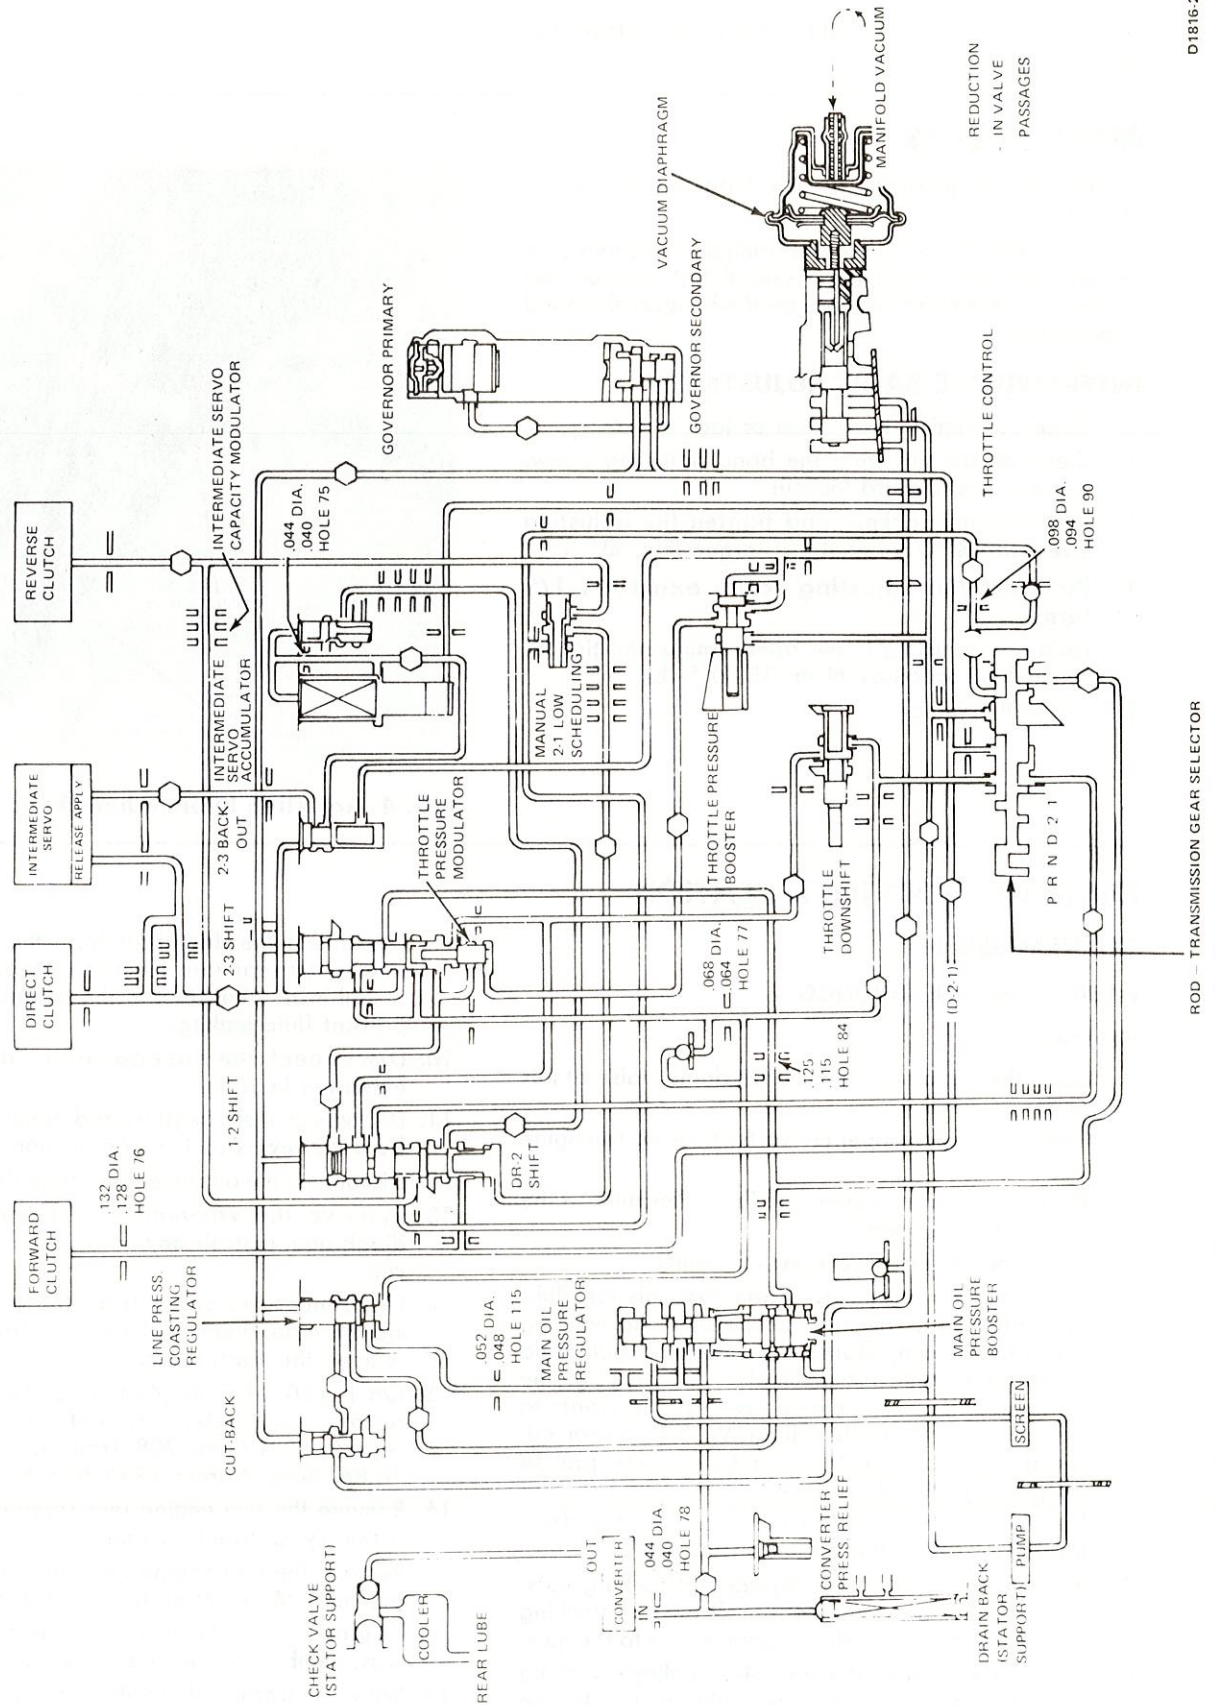 FORWARD
CLUTCH
DIRECT
CLUTCH
INTERMEDIATE
SERVO
RELEASE APPLY
REVERSE
CLUTCH
.132 DIA.
.128
HOLE 76
LINE PRESS.
COASTING
REGULATOR
CUT-BACK
1 2 SHIFT
2-3 SHIFT
2-3 BACK
OUT
INTERMEDIATE
SERVO
ACCUMULATOR
INTERMEDIATE SERVO
CAPACITY MODULATOR
.044 DIA.
.040
HOLE 75
GOVERNOR PRIMARY
GOVERNOR SECONDARY
VACUUM DIAPHRAGM
MANIFOLD VACUUM
REDUCTION
- IN VALVE
PASSAGES
CHECK VALVE
(STATOR SUPPORT)
COOLER
REAR LUBE
OUT
CONVERTER
IN
.044 DIA
.040
HOLE 78
.052 DIA.
.048
HOLE 115
MAIN OIL
PRESSURE
REGULATOR
DR-2
SHIFT
THROTTLE
PRESSURE
MODULATOR
MANUAL
2-1 LOW
SCHEDULING
THROTTLE PRESSURE
BOOSTER
.068 DIA.
.064
HOLE 77
.125
.115
HOLE 84
THROTTLE
DOWNSHIFT
THROTTLE CONTROL
.098 DIA.
.094
HOLE 90
(D-2-1)
P R N D 2 1
CONVERTER
PRESS. RELIEF
DRAIN BACK
(STATOR
SUPPORT)
PUMP
SCREEN
MAIN OIL
PRESSURE
BOOSTER
ROD – TRANSMISSION GEAR SELECTOR